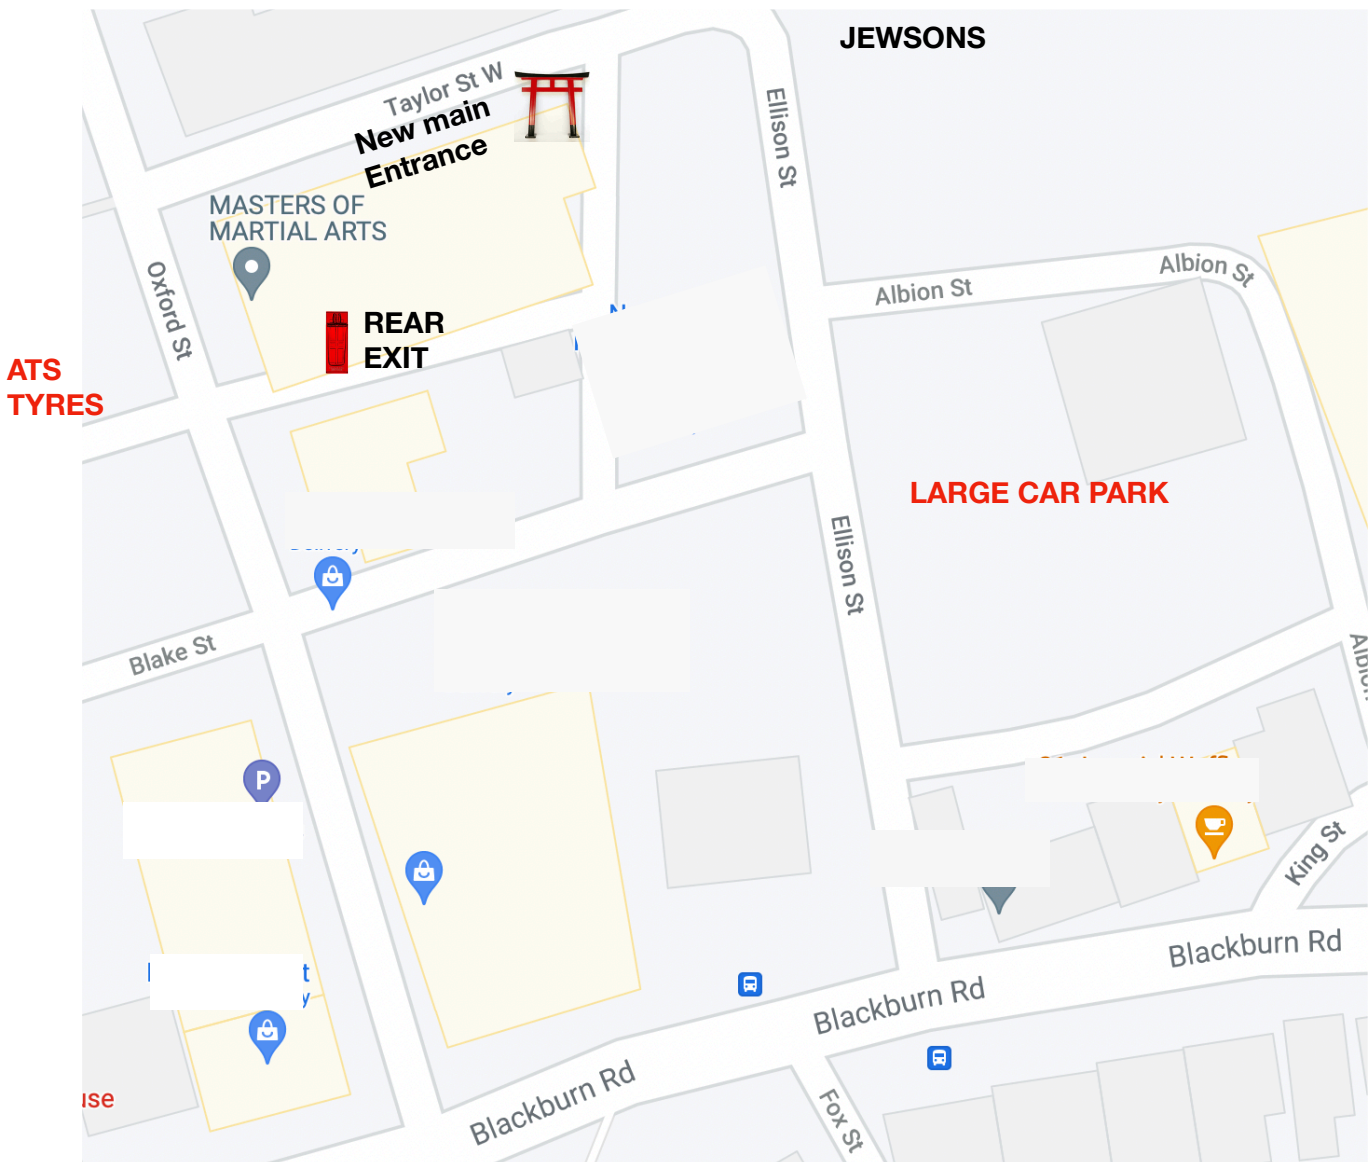 JEWSONS
Taylor St W
New main
Entrance
Ellison St
MASTERS OF
MARTIAL ARTS
Oxford St
Albion St
Albion St
REAR
EXIT
ATS
TYRES
LARGE CAR PARK
Ellison St
Blake St
P
King St
Blackburn Rd
Blackburn Rd
Blackburn Rd
Fox St